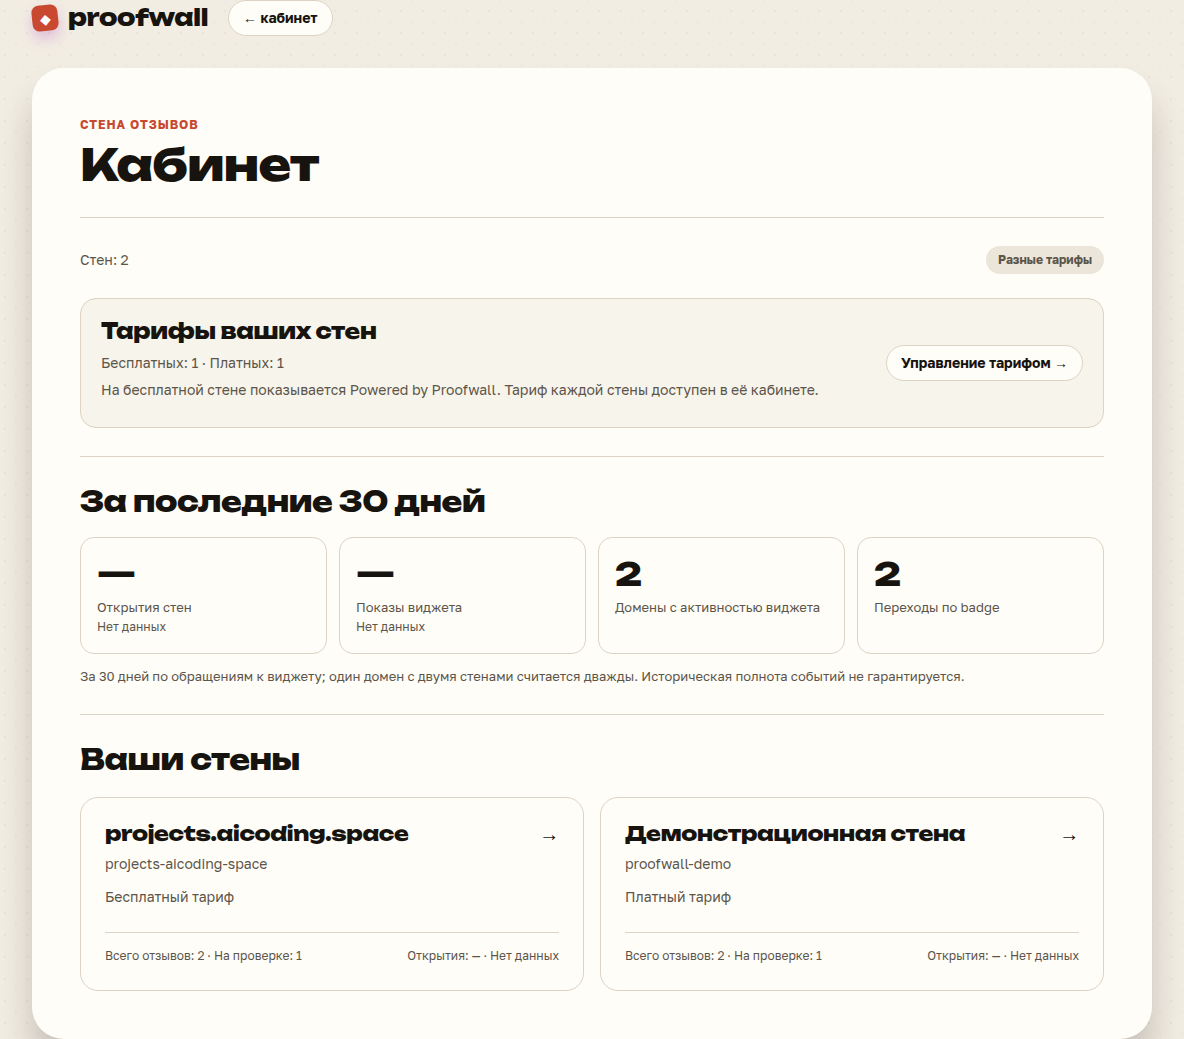 proofwall
← кабинет
СТЕНА ОТЗЫВОВ
Кабинет
Стен: 2
Разные тарифы
Тарифы ваших стен
Бесплатных: 1 · Платных: 1
На бесплатной стене показывается Powered by Proofwall. Тариф каждой стены доступен в её кабинете.
Управление тарифом →
За последние 30 дней
—
Открытия стен
Нет данных
—
Показы виджета
Нет данных
2
Домены с активностью виджета
2
Переходы по badge
За 30 дней по обращениям к виджету; один домен с двумя стенами считается дважды. Историческая полнота событий не гарантируется.
Ваши стены
projects.aicoding.space →
projects-aicoding-space
Бесплатный тариф
Всего отзывов: 2 · На проверке: 1
Открытия: — · Нет данных
Демонстрационная стена →
proofwall-demo
Платный тариф
Всего отзывов: 2 · На проверке: 1
Открытия: — · Нет данных